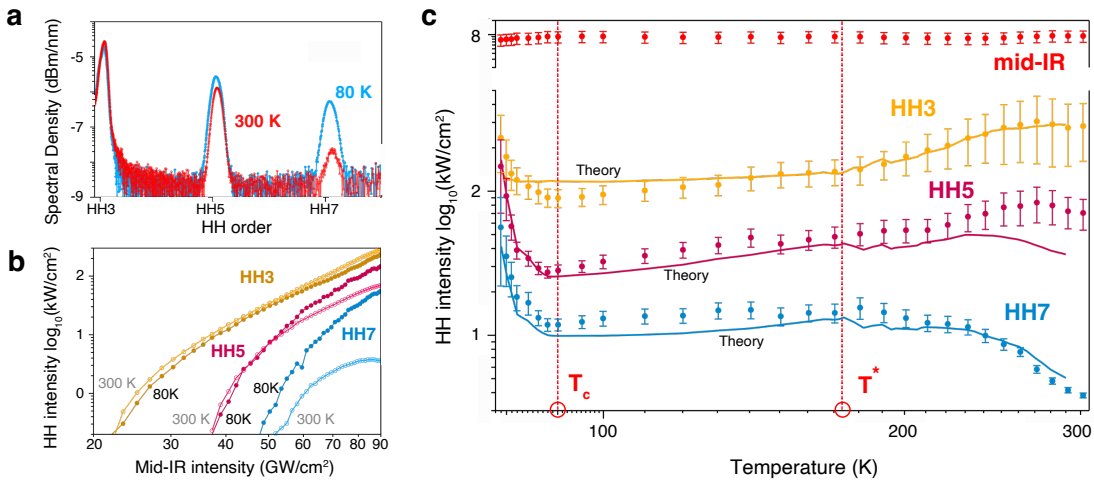 a
Spectral Density (dBm/nm)
-5
-7
-9
300 K
80 K
HH3
HH5
HH7
HH order
b
HH intensity log₁₀(kW/cm²)
2
1
0
HH3
HH5
HH7
300 K
80K
300 K
80K
80K
300 K
20
30
40
50
60
70
80
90
Mid-IR intensity (GW/cm²)
c
HH intensity log₁₀(kW/cm²)
8
2
1
mid-IR
HH3
Theory
HH5
Theory
HH7
Theory
T_c
T*
100
200
300
Temperature (K)